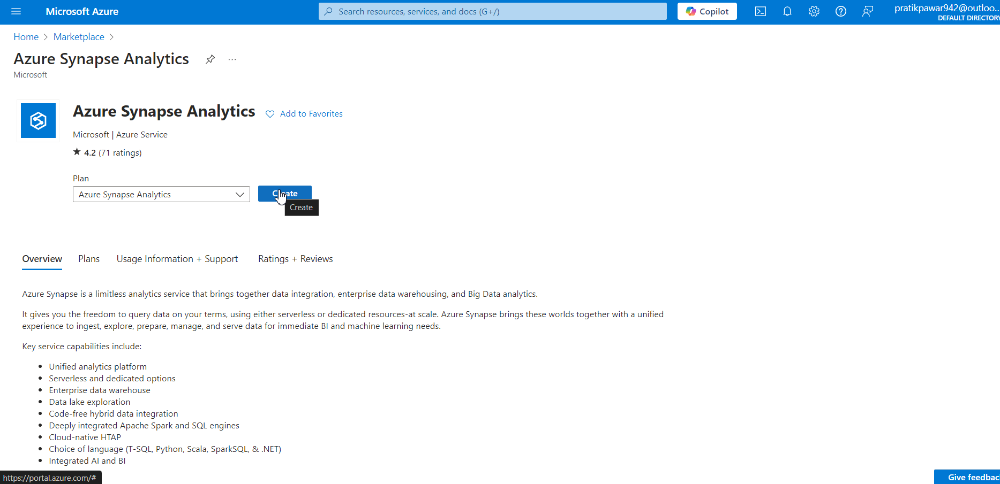 Microsoft Azure
Search resources, services, and docs (G+/)
Copilot
pratikpawar942@outloo...
DEFAULT DIRECTORY
Home > Marketplace >
Azure Synapse Analytics
Microsoft
Azure Synapse Analytics
Add to Favorites
Microsoft | Azure Service
★ 4.2 (71 ratings)
Plan
Azure Synapse Analytics
Create
Create
Overview
Plans
Usage Information + Support
Ratings + Reviews
Azure Synapse is a limitless analytics service that brings together data integration, enterprise data warehousing, and Big Data analytics.
It gives you the freedom to query data on your terms, using either serverless or dedicated resources-at scale. Azure Synapse brings these worlds together with a unified
experience to ingest, explore, prepare, manage, and serve data for immediate BI and machine learning needs.
Key service capabilities include:
• Unified analytics platform
• Serverless and dedicated options
• Enterprise data warehouse
• Data lake exploration
• Code-free hybrid data integration
• Deeply integrated Apache Spark and SQL engines
• Cloud-native HTAP
• Choice of language (T-SQL, Python, Scala, SparkSQL, & .NET)
• Integrated AI and BI
https://portal.azure.com/#
Give feedbac